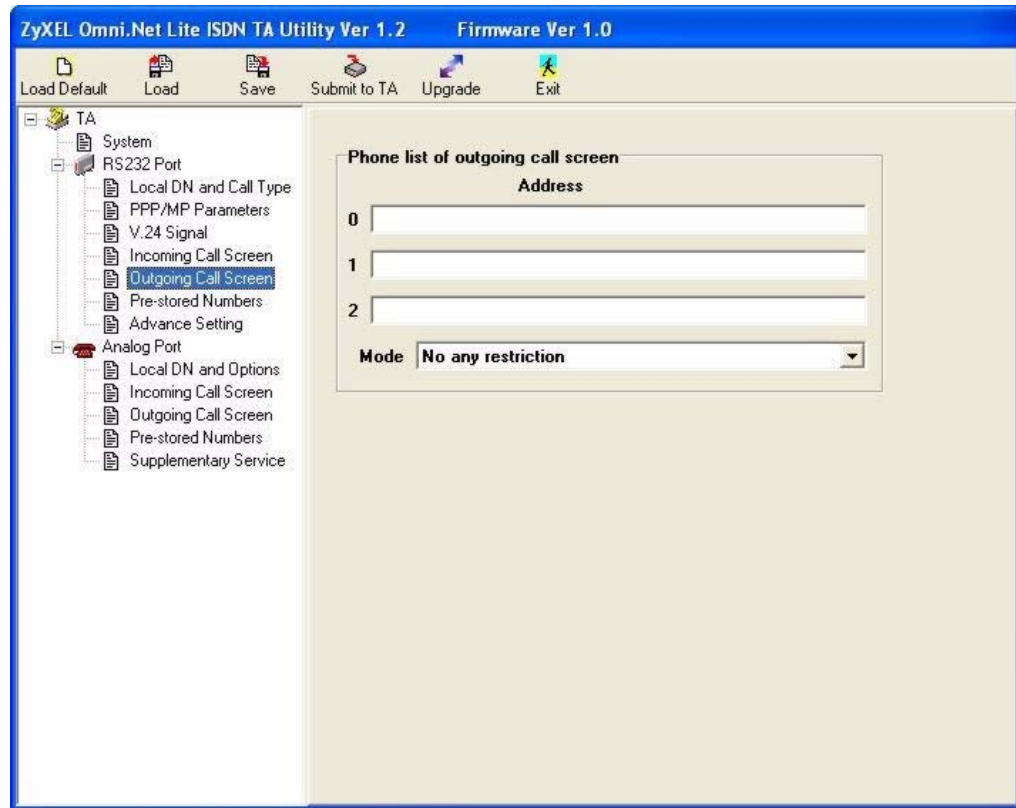 ZyXEL Omni.Net Lite ISDN TA Utility Ver 1.2 Firmware Ver 1.0
Load Default Load Save Submit to TA Upgrade Exit
TA
System
RS232 Port
Local DN and Call Type
PPP/MP Parameters
V.24 Signal
Incoming Call Screen
Outgoing Call Screen
Pre-stored Numbers
Advance Setting
Analog Port
Local DN and Options
Incoming Call Screen
Outgoing Call Screen
Pre-stored Numbers
Supplementary Service
Phone list of outgoing call screen
Address
0
1
2
Mode No any restriction